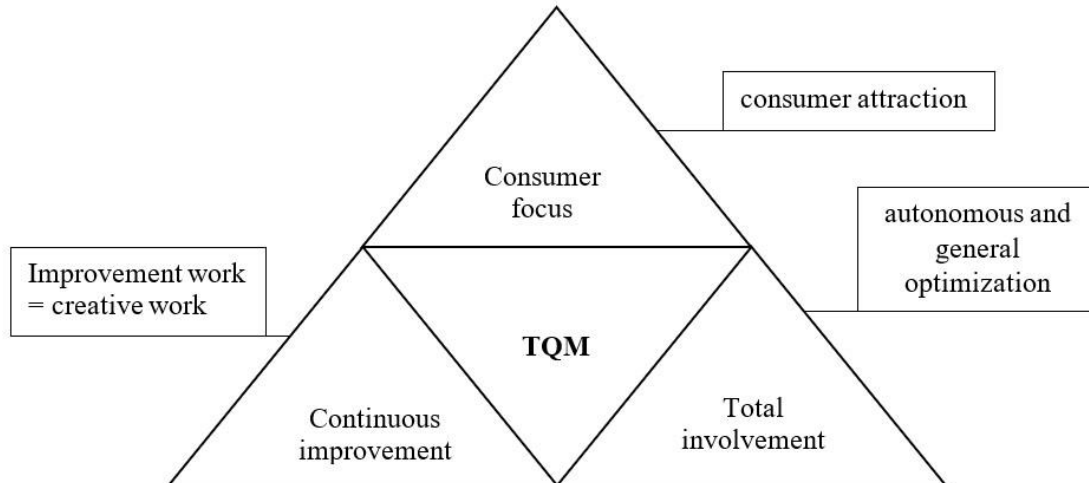 consumer attraction
Consumer
focus
autonomous and
general
optimization
Improvement work
= creative work
TQM
Continuous
improvement
Total
involvement